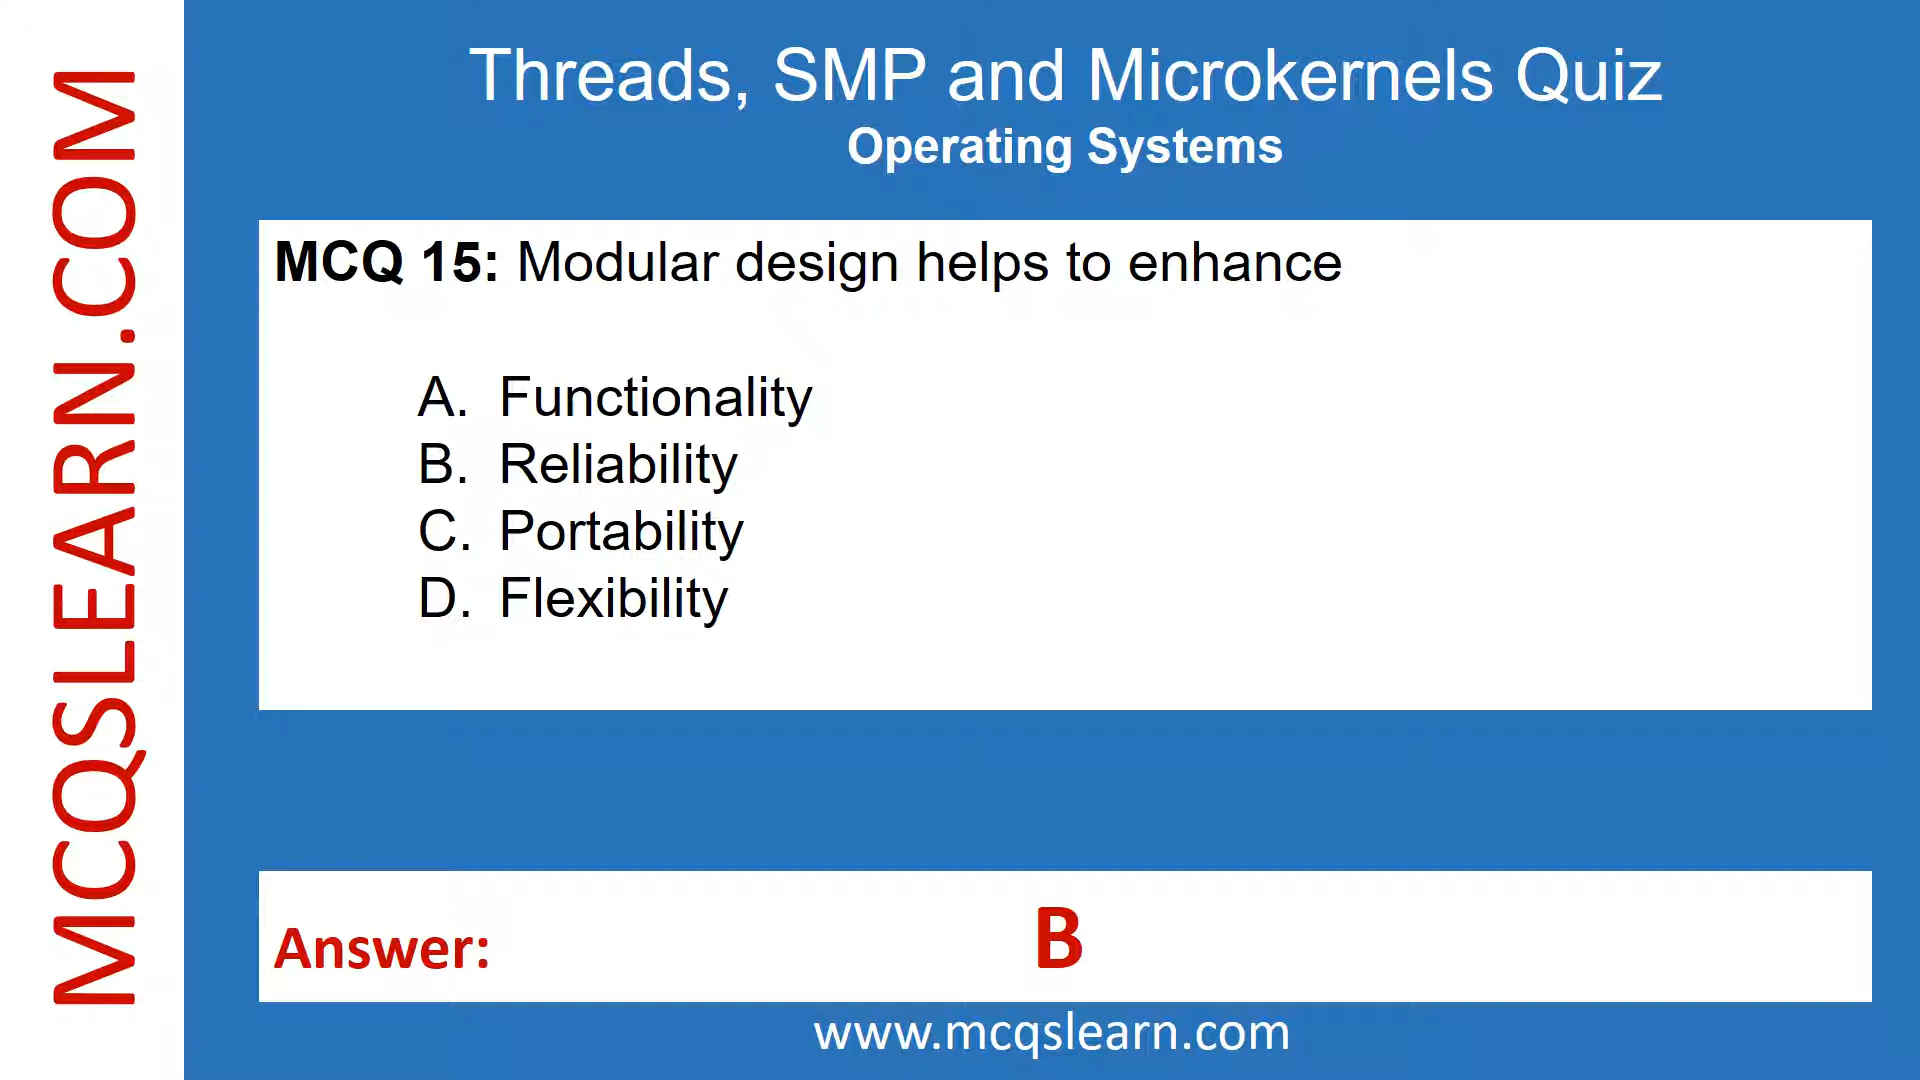 MCQSLEARN.COM
Threads, SMP and Microkernels Quiz
Operating Systems
MCQ 15: Modular design helps to enhance
A. Functionality
B. Reliability
C. Portability
D. Flexibility
Answer: B
www.mcqslearn.com